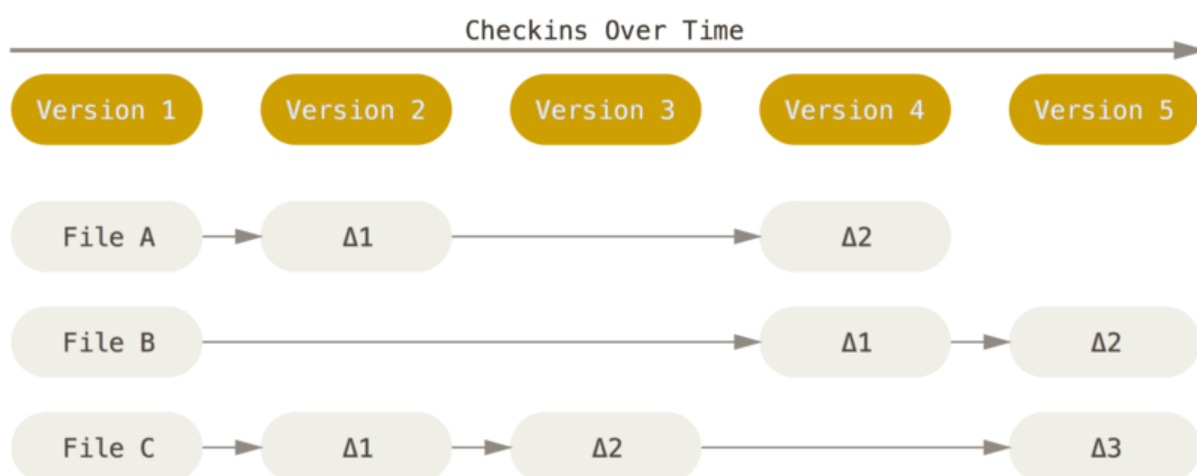 Checkins Over Time
Version 1 Version 2 Version 3 Version 4 Version 5
File A Δ1 Δ2
File B Δ1 Δ2
File C Δ1 Δ2 Δ3